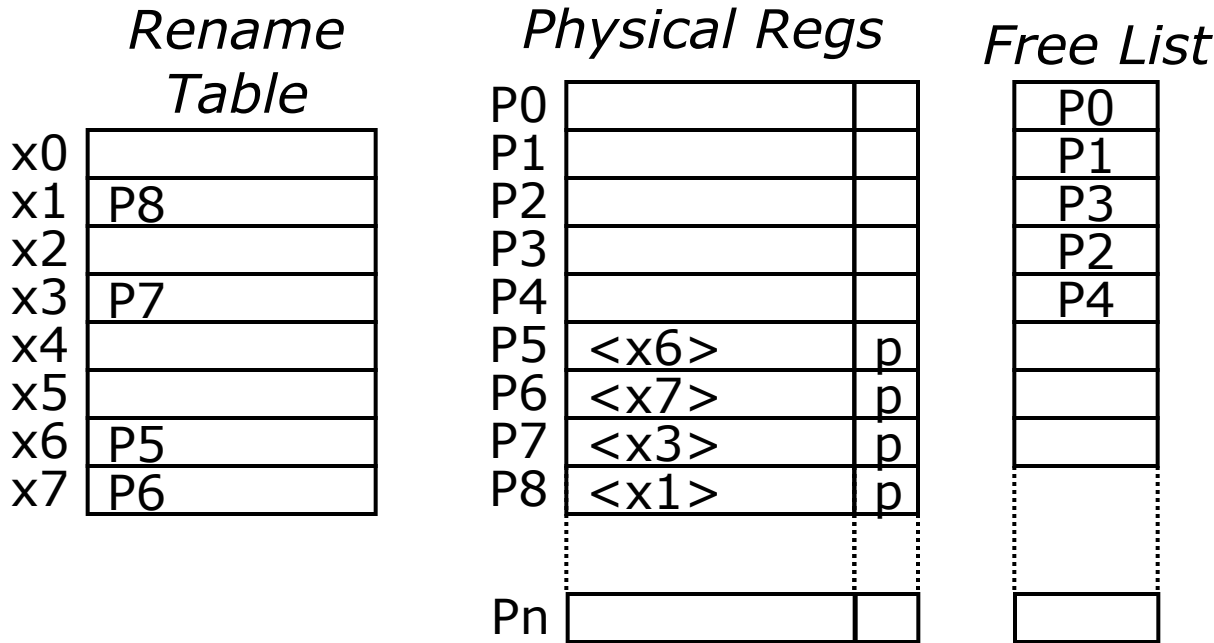 Rename
Table
x0
x1 P8
x2
x3 P7
x4
x5
x6 P5
x7 P6
Physical Regs
P0
P1
P2
P3
P4
P5 <x6> p
P6 <x7> p
P7 <x3> p
P8 <x1> p
Pn
Free List
P0
P1
P3
P2
P4